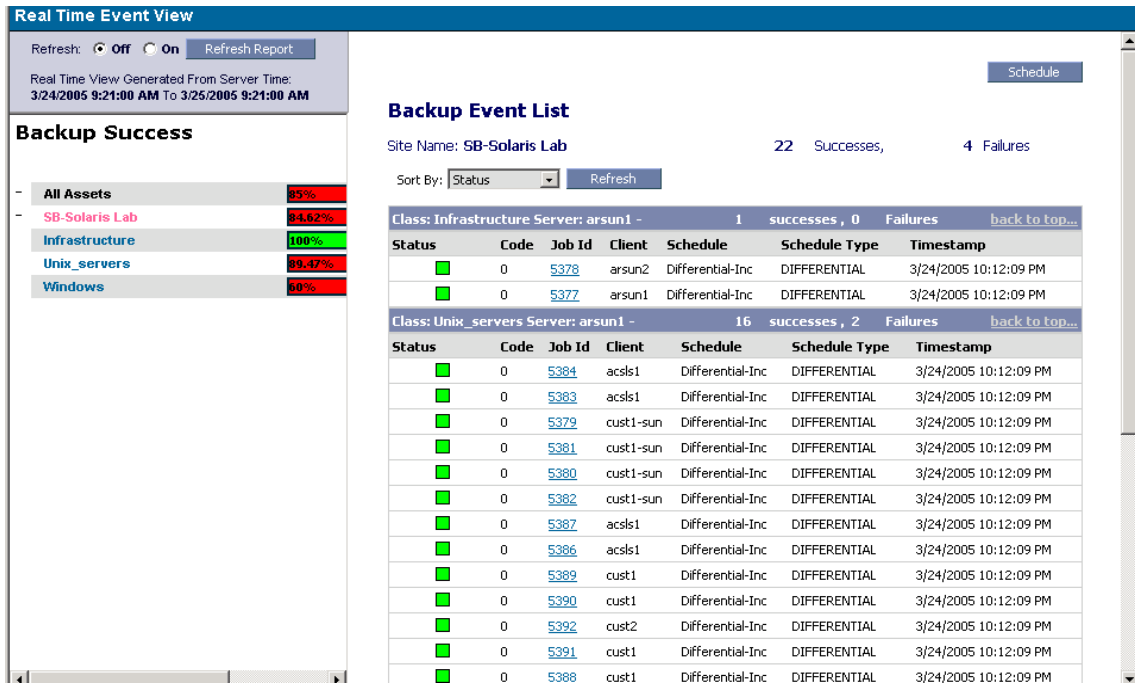 Real Time Event View
Refresh: Off On Refresh Report
Real Time View Generated From Server Time:
3/24/2005 9:21:00 AM To 3/25/2005 9:21:00 AM
Backup Success
- All Assets 85%
- SB-Solaris Lab 84.62%
Infrastructure 100%
Unix_servers 89.47%
Windows 60%
Schedule
Backup Event List
Site Name: SB-Solaris Lab 22 Successes, 4 Failures
Sort By: Status Refresh
Class: Infrastructure Server: arsun1 - 1 successes , 0 Failures back to top...
Status Code Job Id Client Schedule Schedule Type Timestamp
0 5378 arsun2 Differential-Inc DIFFERENTIAL 3/24/2005 10:12:09 PM
0 5377 arsun1 Differential-Inc DIFFERENTIAL 3/24/2005 10:12:09 PM
Class: Unix_servers Server: arsun1 - 16 successes , 2 Failures back to top...
Status Code Job Id Client Schedule Schedule Type Timestamp
0 5384 acsls1 Differential-Inc DIFFERENTIAL 3/24/2005 10:12:09 PM
0 5383 acsls1 Differential-Inc DIFFERENTIAL 3/24/2005 10:12:09 PM
0 5379 cust1-sun Differential-Inc DIFFERENTIAL 3/24/2005 10:12:09 PM
0 5381 cust1-sun Differential-Inc DIFFERENTIAL 3/24/2005 10:12:09 PM
0 5380 cust1-sun Differential-Inc DIFFERENTIAL 3/24/2005 10:12:09 PM
0 5382 cust1-sun Differential-Inc DIFFERENTIAL 3/24/2005 10:12:09 PM
0 5387 acsls1 Differential-Inc DIFFERENTIAL 3/24/2005 10:12:09 PM
0 5386 acsls1 Differential-Inc DIFFERENTIAL 3/24/2005 10:12:09 PM
0 5389 cust1 Differential-Inc DIFFERENTIAL 3/24/2005 10:12:09 PM
0 5390 cust1 Differential-Inc DIFFERENTIAL 3/24/2005 10:12:09 PM
0 5392 cust2 Differential-Inc DIFFERENTIAL 3/24/2005 10:12:09 PM
0 5391 cust1 Differential-Inc DIFFERENTIAL 3/24/2005 10:12:09 PM
0 5388 cust1 Differential-Inc DIFFERENTIAL 3/24/2005 10:12:09 PM